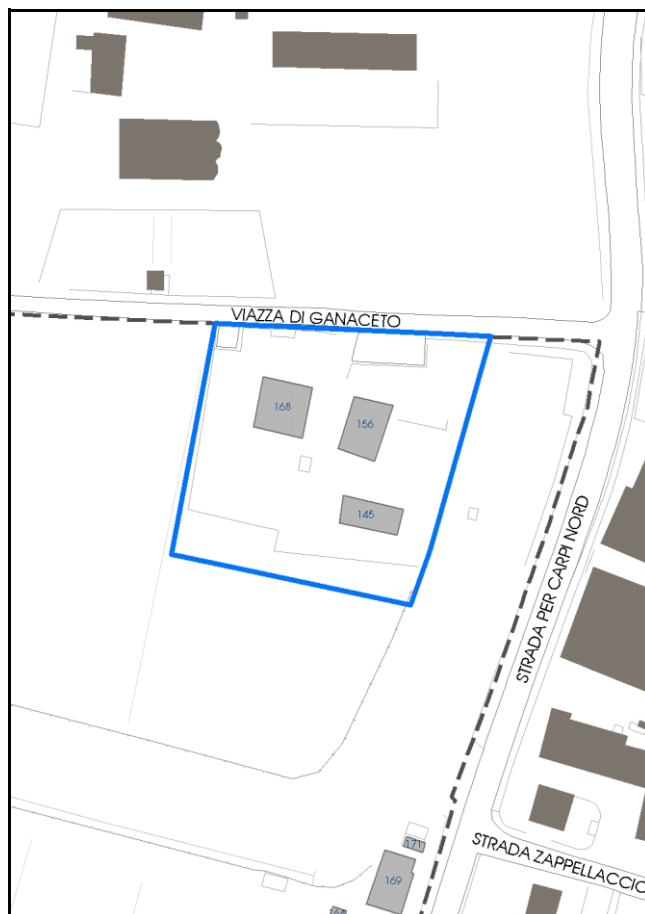 VIAZZA DI GANACETO
168
156
145
STRADA PER CARPI NORD
171
STRADA ZAPPELLACCIO
169